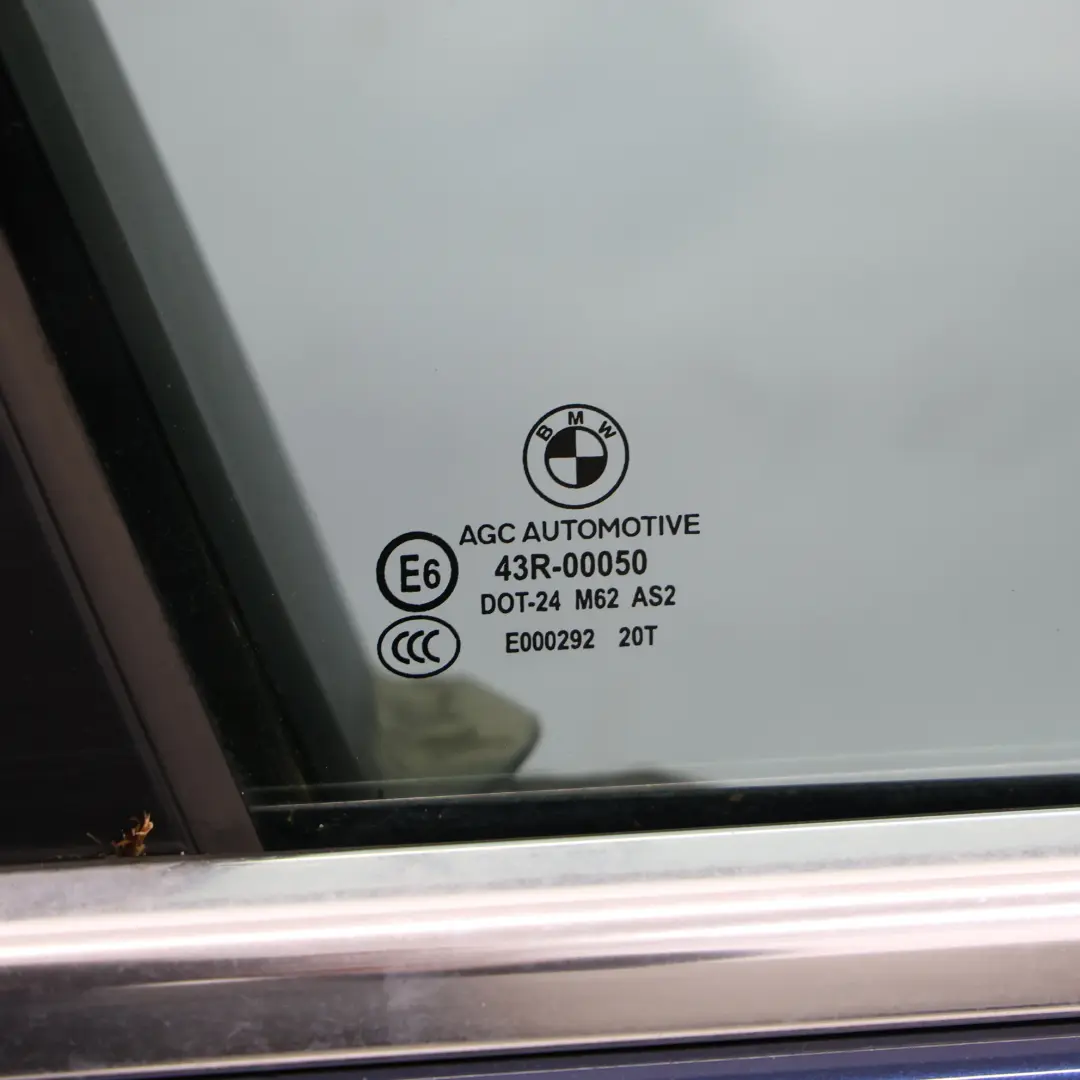 BMW
AGC AUTOMOTIVE
E6 43R-00050
DOT-24 M62 AS2
CCC E000292 20T